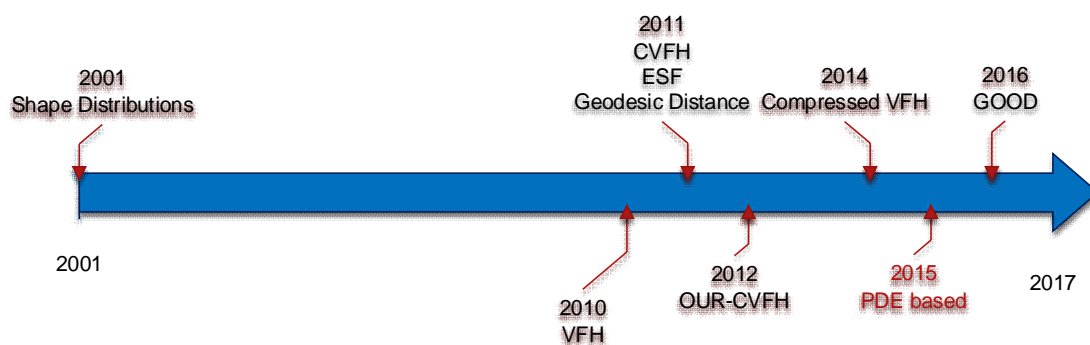 2001
Shape Distributions
2011
CVFH
ESF
Geodesic Distance
2014
Compressed VFH
2016
GOOD
2001
2010
VFH
2012
OUR-CVFH
2015
PDE based
2017